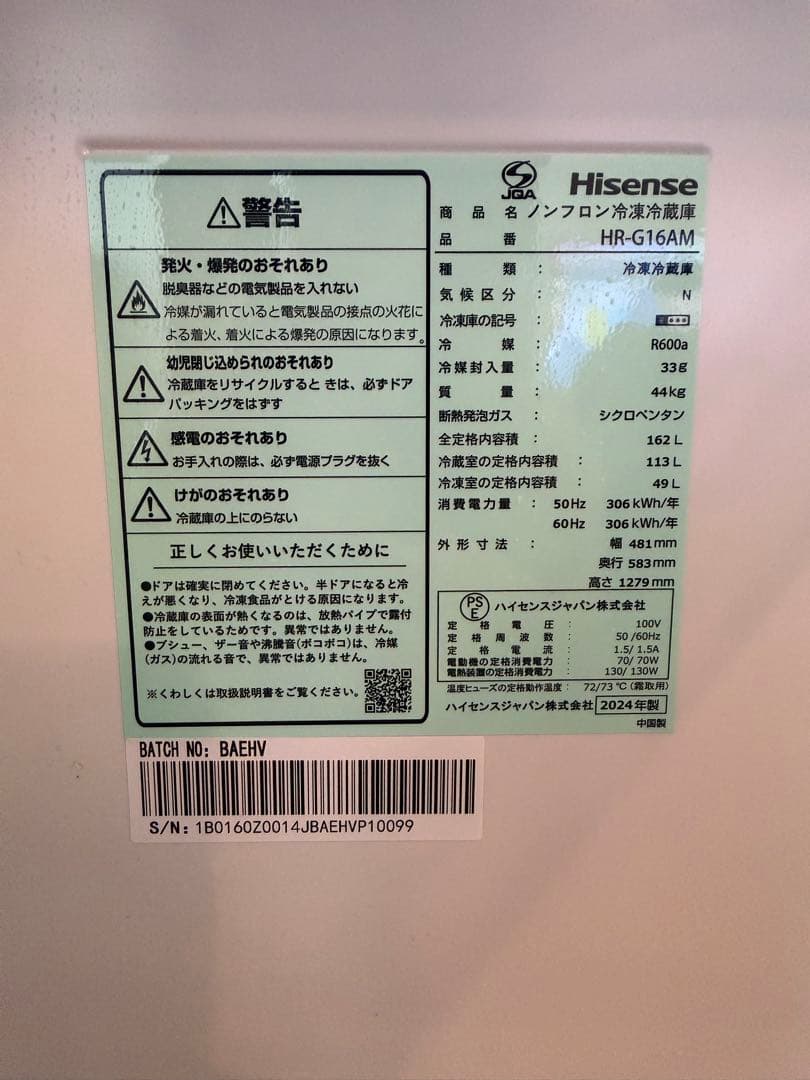 警告
発火・爆発のおそれあり
脱臭器などの電気製品を入れない
冷媒が漏れていると電気製品の接点の火花に
よる着火、着火による爆発の原因になります。
幼児閉じ込められのおそれあり
冷蔵庫をリサイクルすると きは、必ずドア
パッキングをはずす
感電のおそれあり
お手入れの際は、必ず電源プラグを抜く
けがのおそれあり
冷蔵庫の上にのらない
正しくお使いいただくために
●ドアは確実に閉めてください。半ドアになると冷
えが悪くなり、冷凍食品がとける原因になります。
●冷蔵庫の表面が熱くなるのは、放熱パイプで露付
防止をしているためです。異常ではありません。
●プシュー、ザー音や沸騰音(ボコボコ)は、冷媒
(ガス)の流れる音で、異常ではありません。
※くわしくは取扱説明書をご覧ください。
JQA Hisense
商品名 ノンフロン冷凍冷蔵庫
品番 HR-G16AM
種類： 冷凍冷蔵庫
気候区分： N
冷凍庫の記号：
冷媒： R600a
冷媒封入量： 33g
質量： 44kg
断熱発泡ガス： シクロペンタン
全定格内容積： 162 L
冷蔵室の定格内容積： 113 L
冷凍室の定格内容積： 49 L
消費電力量： 50Hz 306 kWh/年
60Hz 306 kWh/年
外形寸法： 幅 481mm
奥行 583mm
高さ 1279mm
PSE ハイセンスジャパン株式会社
定格電圧： 100V
定格周波数： 50/60Hz
定格電流： 1.5/1.5A
電動機の定格消費電力： 70/70W
電熱装置の定格消費電力： 130/130W
温度ヒューズの定格動作温度： 72/73℃(霜取用)
ハイセンスジャパン株式会社 2024年製
中国製
BATCH NO: BAEHV
S/N: 1B0160Z0014JBAEHVP10099